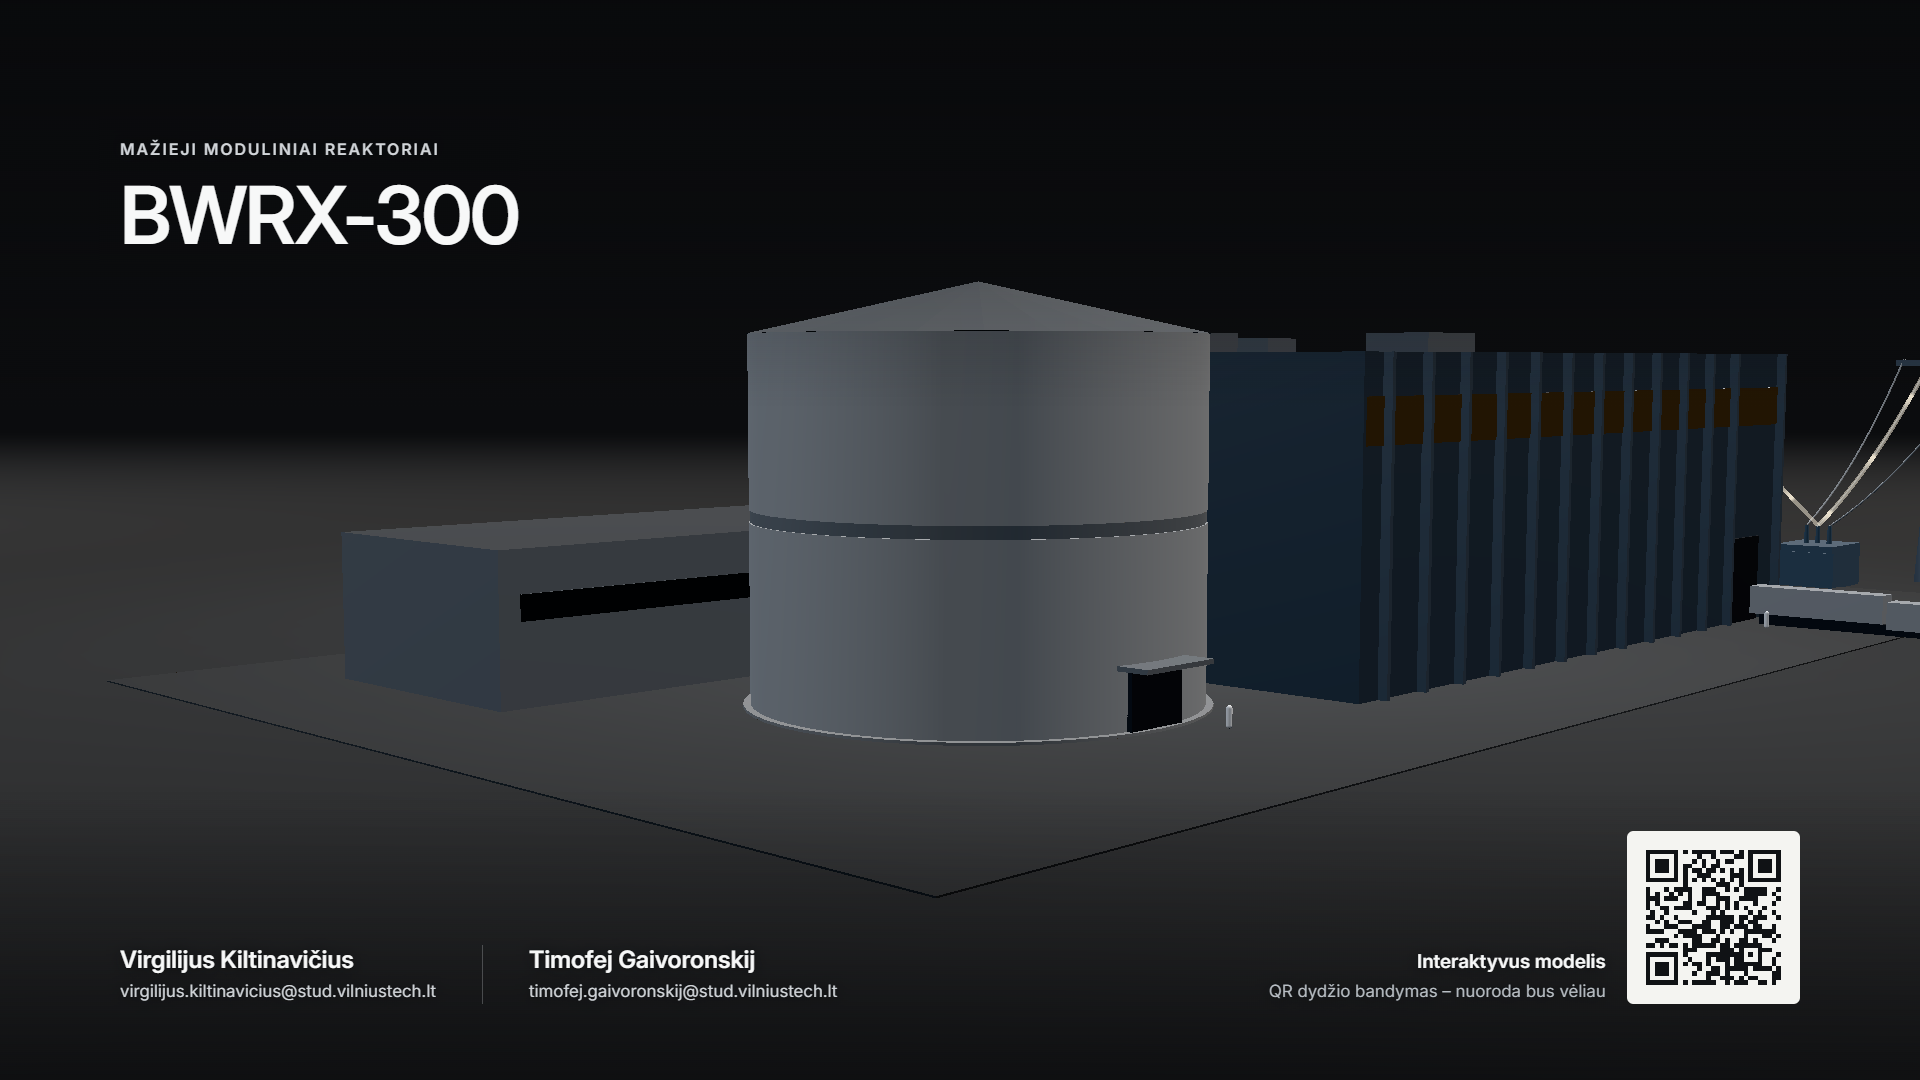 MAŽIEJI MODULINIAI REAKTORIAI
BWRX-300
Virgilijus Kiltinavičius
virgilijus.kiltinavicius@stud.vilniustech.lt
Timofej Gaivoronskij
timofej.gaivoronskij@stud.vilniustech.lt
Interaktyvus modelis
QR dydžio bandymas – nuoroda bus vėliau